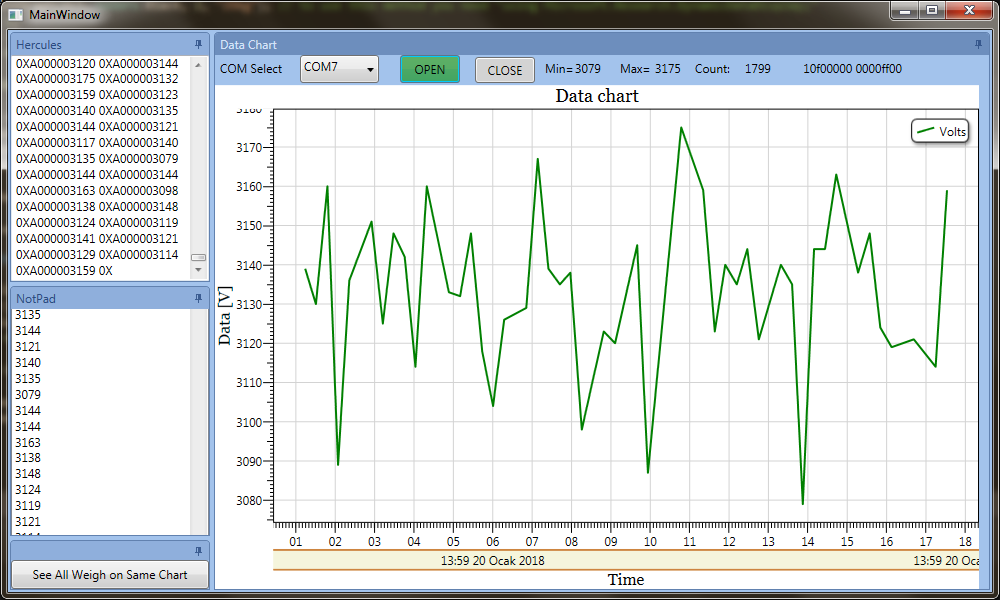 MainWindow
Hercules
0XA000003120 0XA000003144
0XA000003175 0XA000003132
0XA000003159 0XA000003123
0XA000003140 0XA000003135
0XA000003144 0XA000003121
0XA000003117 0XA000003140
0XA000003135 0XA000003079
0XA000003144 0XA000003144
0XA000003163 0XA000003098
0XA000003138 0XA000003148
0XA000003124 0XA000003119
0XA000003141 0XA000003121
0XA000003129 0XA000003114
0XA000003159 0X
NotPad
3135
3144
3121
3140
3135
3079
3144
3144
3163
3138
3148
3124
3119
3121
3114
See All Weigh on Same Chart
Data Chart
COM Select COM7 OPEN CLOSE Min= 3079 Max= 3175 Count: 1799 10f00000 0000ff00
Data chart
Volts
Data [V]
3180
3170
3160
3150
3140
3130
3120
3110
3100
3090
3080
01 02 03 04 05 06 07 08 09 10 11 12 13 14 15 16 17 18
13:59 20 Ocak 2018 13:59 20 Oca
Time